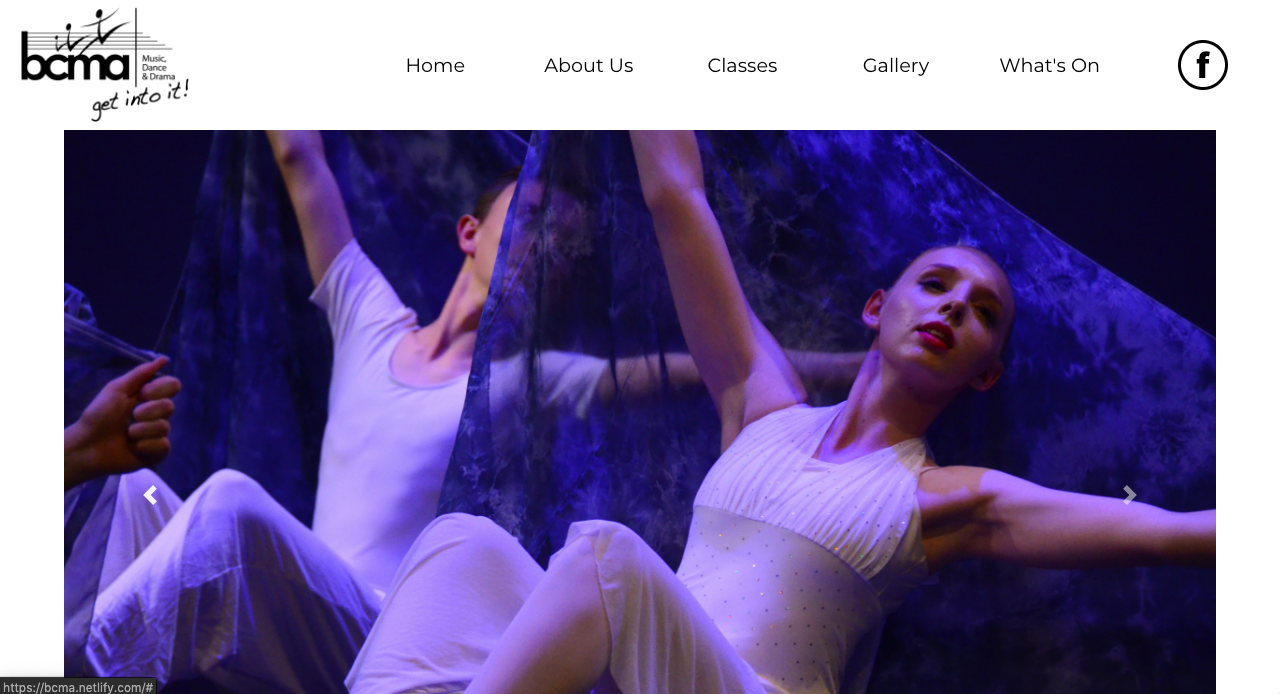 bcma
Music,
Dance
& Drama
get into it!
Home
About Us
Classes
Gallery
What's On
f
https://bcma.netlify.com/#